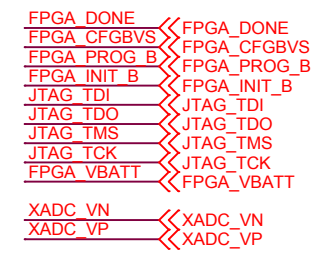 FPGA_DONE FPGA_DONE
FPGA_CFGBVS FPGA_CFGBVS
FPGA_PROG_B FPGA_PROG_B
FPGA_INIT_B FPGA_INIT_B
JTAG_TDI JTAG_TDI
JTAG_TDO JTAG_TDO
JTAG_TMS JTAG_TMS
JTAG_TCK JTAG_TCK
FPGA_VBATT FPGA_VBATT
XADC_VN XADC_VN
XADC_VP XADC_VP